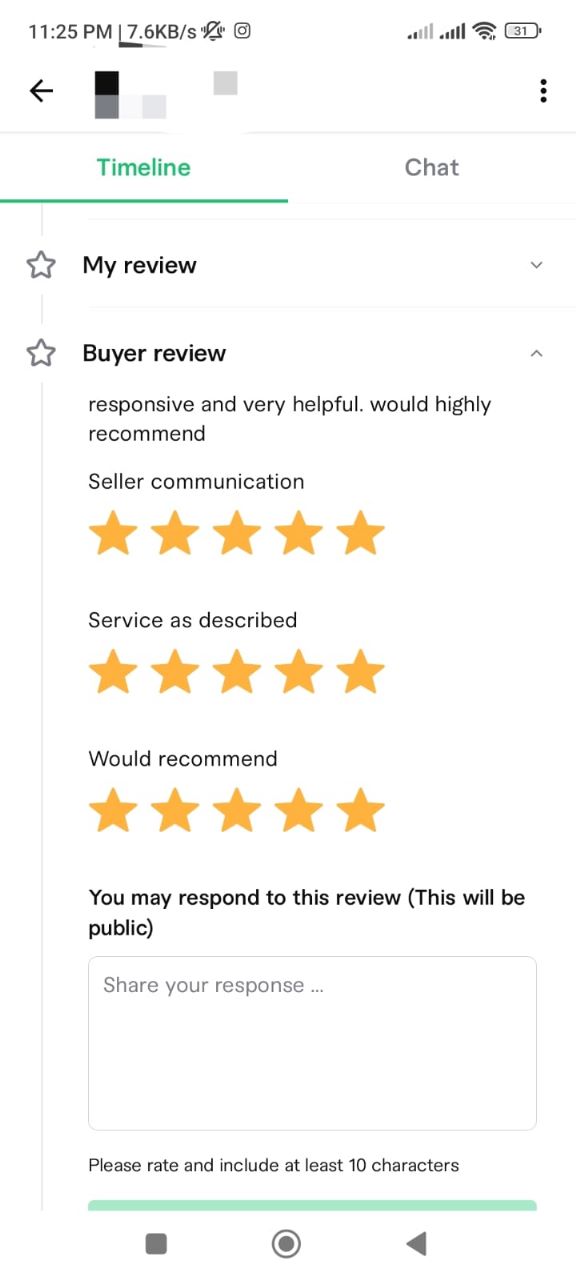 11:25 PM | 7.6KB/s
31
Timeline
Chat
My review
Buyer review
responsive and very helpful. would highly
recommend
Seller communication
Service as described
Would recommend
You may respond to this review (This will be
public)
Share your response ...
Please rate and include at least 10 characters